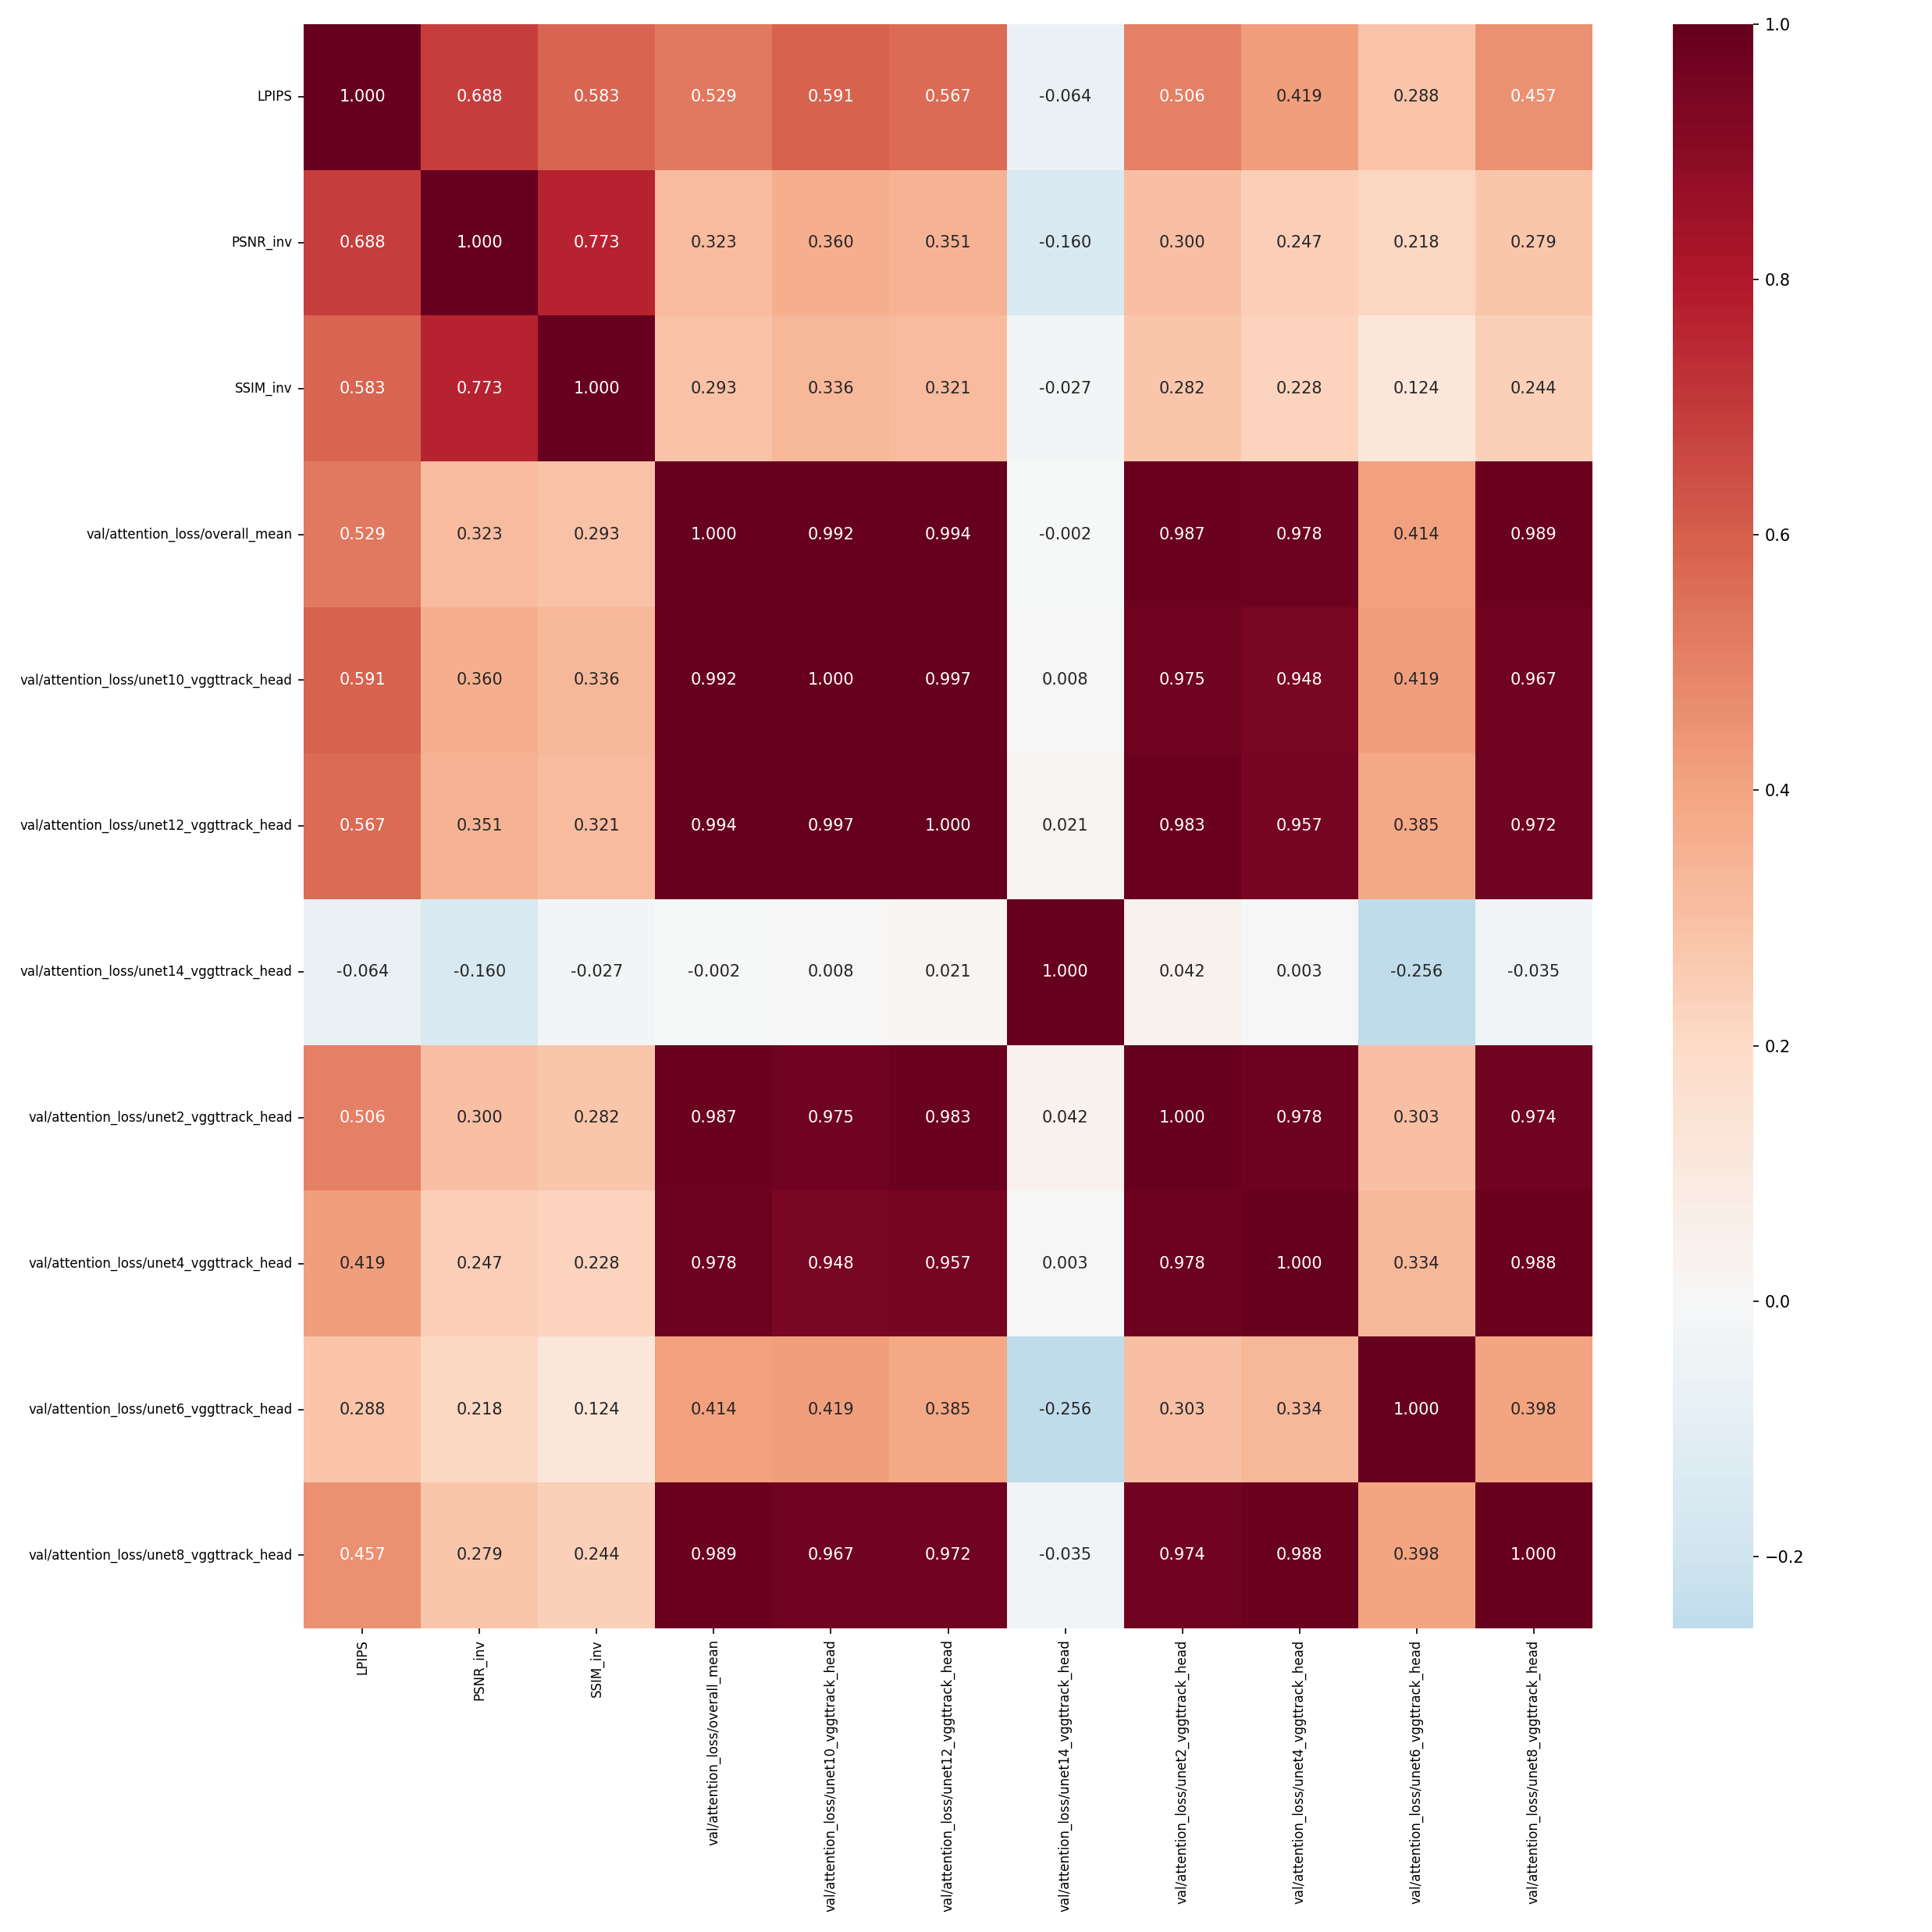 LPIPS 1.000 0.688 0.583 0.529 0.591 0.567 -0.064 0.506 0.419 0.288 0.457
PSNR_inv 0.688 1.000 0.773 0.323 0.360 0.351 -0.160 0.300 0.247 0.218 0.279
SSIM_inv 0.583 0.773 1.000 0.293 0.336 0.321 -0.027 0.282 0.228 0.124 0.244
val/attention_loss/overall_mean 0.529 0.323 0.293 1.000 0.992 0.994 -0.002 0.987 0.978 0.414 0.989
val/attention_loss/unet10_vggttrack_head 0.591 0.360 0.336 0.992 1.000 0.997 0.008 0.975 0.948 0.419 0.967
val/attention_loss/unet12_vggttrack_head 0.567 0.351 0.321 0.994 0.997 1.000 0.021 0.983 0.957 0.385 0.972
val/attention_loss/unet14_vggttrack_head -0.064 -0.160 -0.027 -0.002 0.008 0.021 1.000 0.042 0.003 -0.256 -0.035
val/attention_loss/unet2_vggttrack_head 0.506 0.300 0.282 0.987 0.975 0.983 0.042 1.000 0.978 0.303 0.974
val/attention_loss/unet4_vggttrack_head 0.419 0.247 0.228 0.978 0.948 0.957 0.003 0.978 1.000 0.334 0.988
val/attention_loss/unet6_vggttrack_head 0.288 0.218 0.124 0.414 0.419 0.385 -0.256 0.303 0.334 1.000 0.398
val/attention_loss/unet8_vggttrack_head 0.457 0.279 0.244 0.989 0.967 0.972 -0.035 0.974 0.988 0.398 1.000
LPIPS
PSNR_inv
SSIM_inv
val/attention_loss/overall_mean
val/attention_loss/unet10_vggttrack_head
val/attention_loss/unet12_vggttrack_head
val/attention_loss/unet14_vggttrack_head
val/attention_loss/unet2_vggttrack_head
val/attention_loss/unet4_vggttrack_head
val/attention_loss/unet6_vggttrack_head
val/attention_loss/unet8_vggttrack_head
1.0
0.8
0.6
0.4
0.2
0.0
−0.2